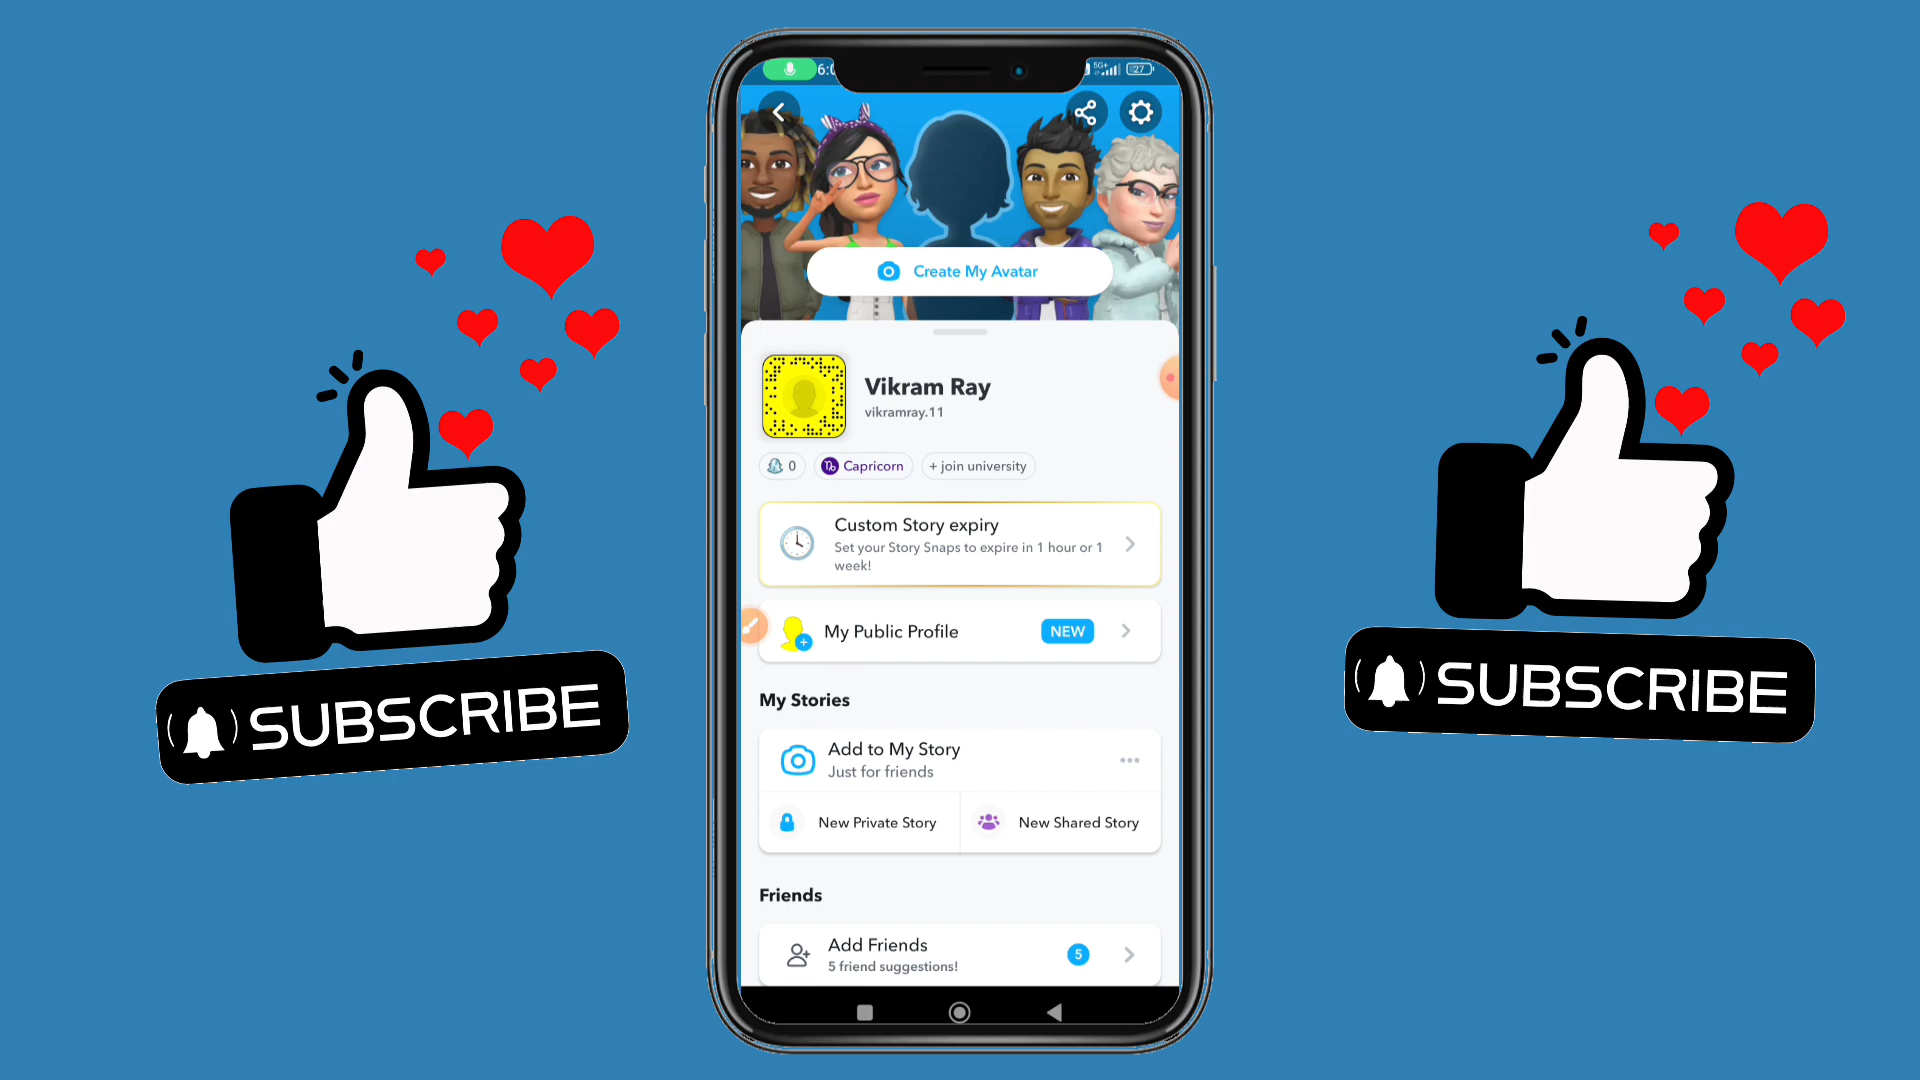 6:0
5G+
27
Create My Avatar
Vikram Ray
vikramray.11
0
Capricorn
+ join university
Custom Story expiry
Set your Story Snaps to expire in 1 hour or 1
week!
My Public Profile
NEW
My Stories
Add to My Story
Just for friends
New Private Story
New Shared Story
Friends
Add Friends
5 friend suggestions!
5
SUBSCRIBE
SUBSCRIBE